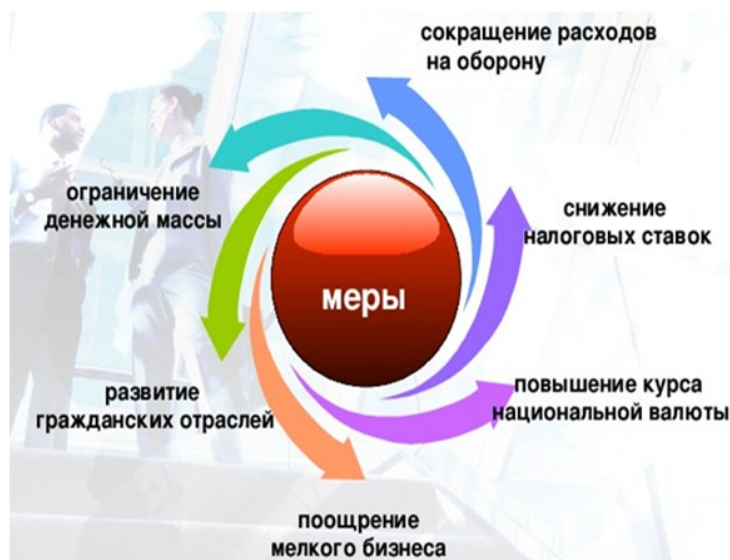 сокращение расходов
на оборону
ограничение
денежной массы
снижение
налоговых ставок
меры
развитие
гражданских отраслей
повышение курса
национальной валюты
поощрение
мелкого бизнеса